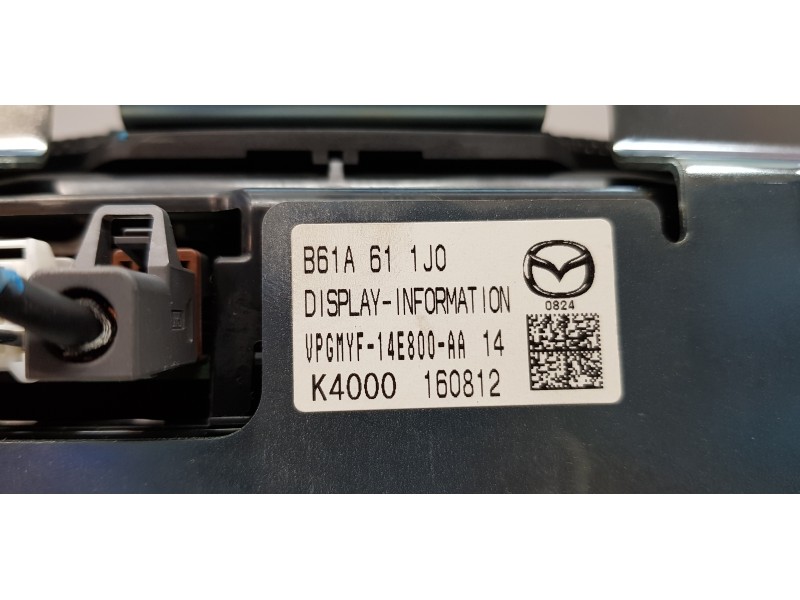 B61A 61 1J0
DISPLAY-INFORMATION
0824
VPGMYF-14E800-AA 14
K4000 160812